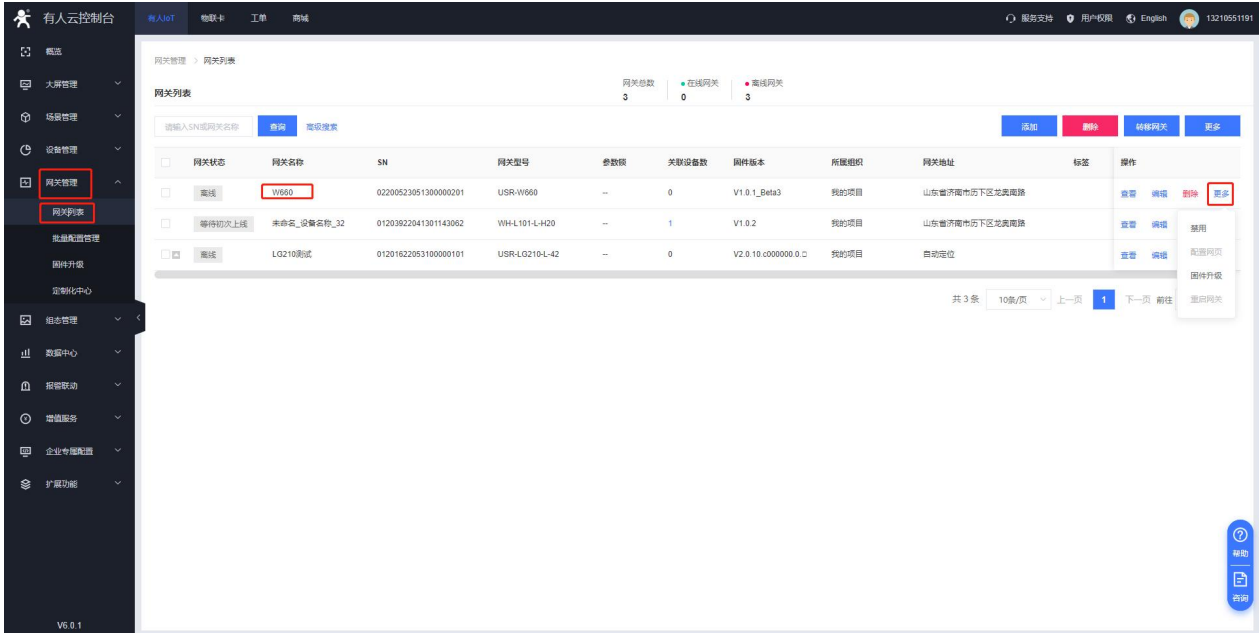 有人云控制台
有人IoT 物联卡 工单 商城 服务支持 用户权限 English 13210551191
概览
大屏管理
场景管理
设备管理
网关管理
网关列表
批量配置管理
固件升级
定制化中心
组态管理
数据中心
报警联动
增值服务
企业专属配置
扩展功能
V6.0.1
网关管理 > 网关列表
网关列表
网关总数 在线网关 离线网关
3 0 3
请输入SN或网关名称 查询 高级搜索 添加 删除 转移网关 更多
网关状态 网关名称 SN 网关型号 参数锁 关联设备数 固件版本 所属组织 网关地址 标签 操作
离线 W660 02200523051300000201 USR-W660 -- 0 V1.0.1_Beta3 我的项目 山东省济南市历下区龙奥南路 查看 编辑 删除 更多
等待初次上线 未命名_设备名称_32 01203922041301143062 WH-L101-L-H20 -- 1 V1.0.2 我的项目 山东省济南市历下区龙奥南路 查看 编辑
离线 LG210测试 01201622053100000101 USR-LG210-L-42 -- 0 V2.0.10.c000000.0. 我的项目 自动定位 查看 编辑
禁用
配置网页
固件升级
重启网关
共 3 条 10条/页 上一页 1 下一页 前往
帮助
咨询